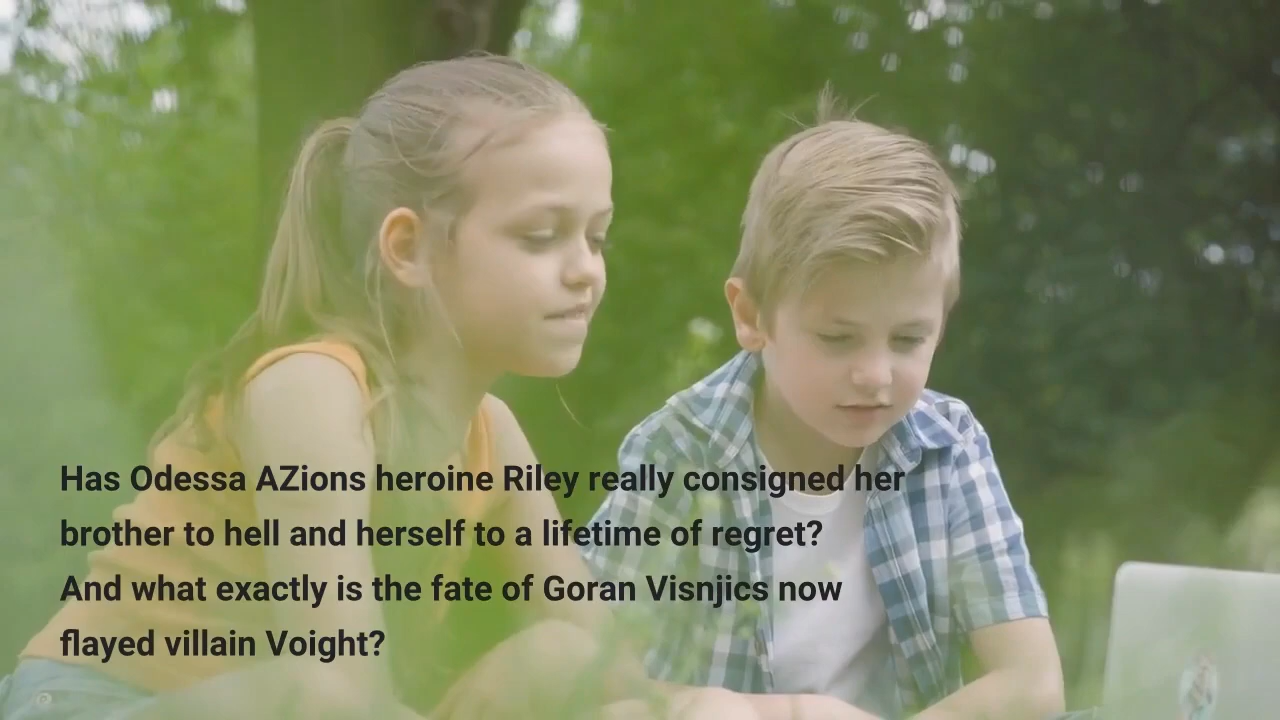 Has Odessa AZions heroine Riley really consigned her
brother to hell and herself to a lifetime of regret?
And what exactly is the fate of Goran Visnjics now
flayed villain Voight?